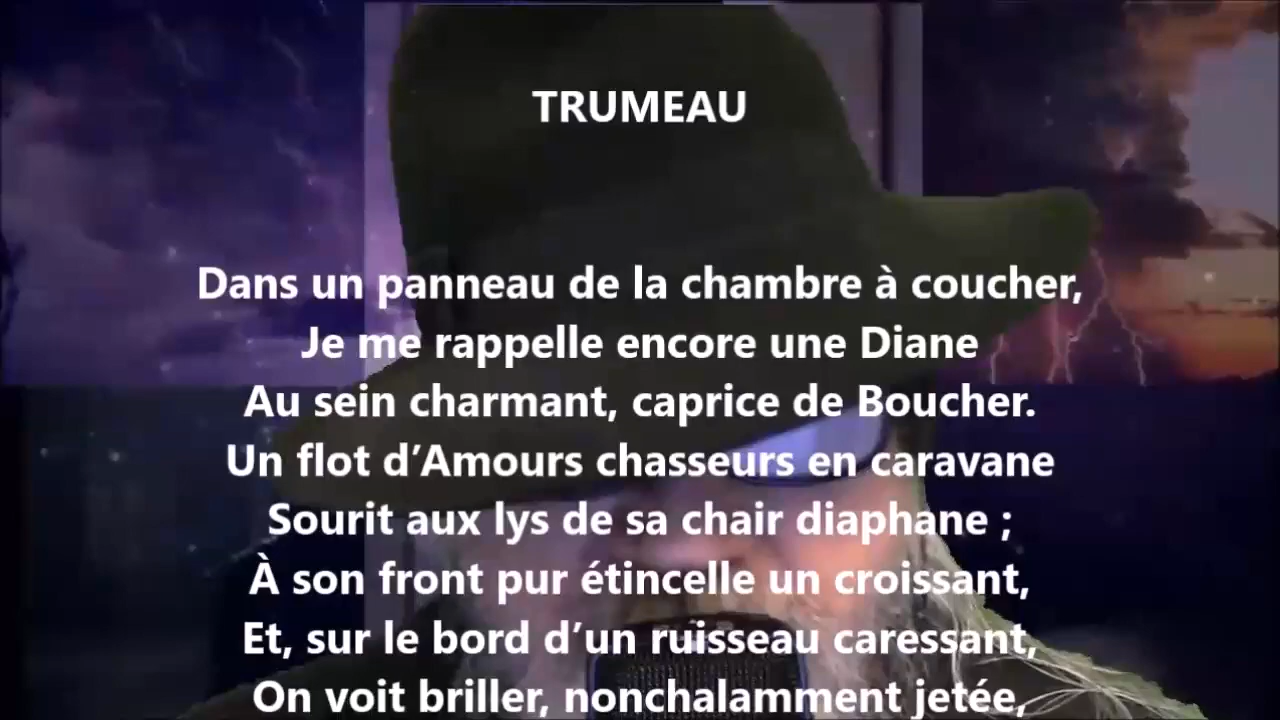 TRUMEAU
Dans un panneau de la chambre à coucher,
Je me rappelle encore une Diane
Au sein charmant, caprice de Boucher.
Un flot d’Amours chasseurs en caravane
Sourit aux lys de sa chair diaphane ;
À son front pur étincelle un croissant,
Et, sur le bord d’un ruisseau caressant,
On voit briller, nonchalamment jetée,